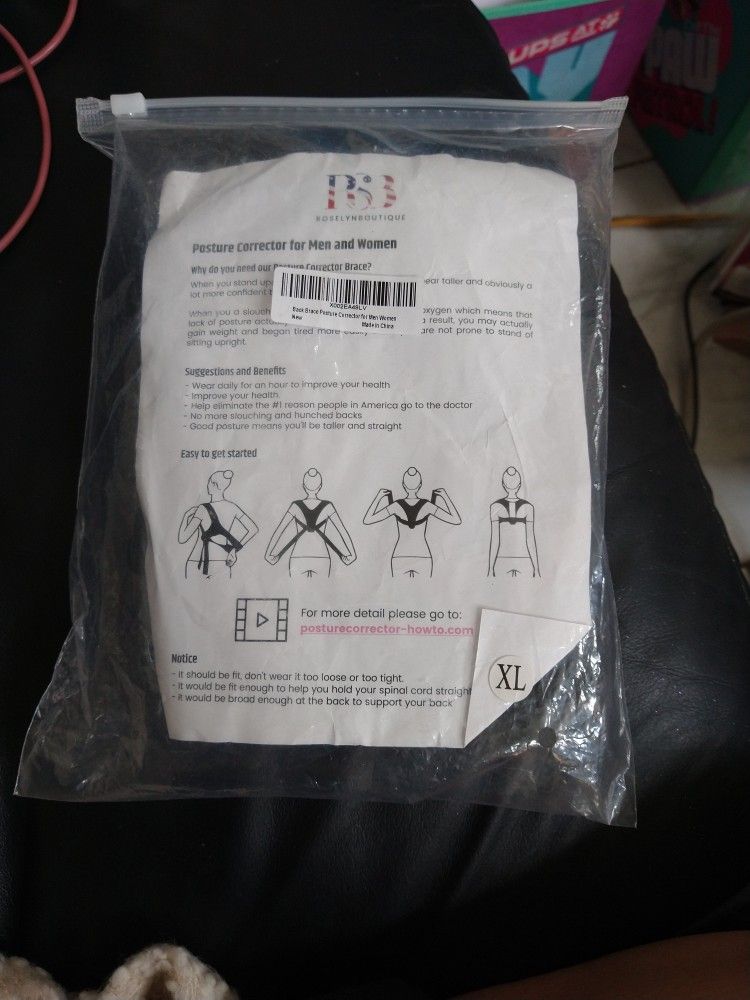 UPSATS
PAW
RSB
ROSELYNBOUTIQUE
Posture Corrector for Men and Women
Why do you need our Posture Corrector Brace?
When you stand up ear taller and obviously a
lot more confident
X002EA49LV
Back Brace Posture Corrector for Men Women
New Made in China
When you a slouch oxygen which means that
lack of posture a result, you may actually
gain weight and began tired more are not prone to stand of
sitting upright.
Suggestions and Benefits
- Wear daily for an hour to improve your health
- Improve your health.
- Help eliminate the #1 reason people in America go to the doctor
- No more slouching and hunched backs
- Good posture means you'll be taller and straight
Easy to get started
For more detail please go to:
posturecorrector-howto.com
Notice
- it should be fit, don't wear it too loose or too tight.
- it would be fit enough to help you hold your spinal cord straight
- it would be broad enough at the back to support your back
XL